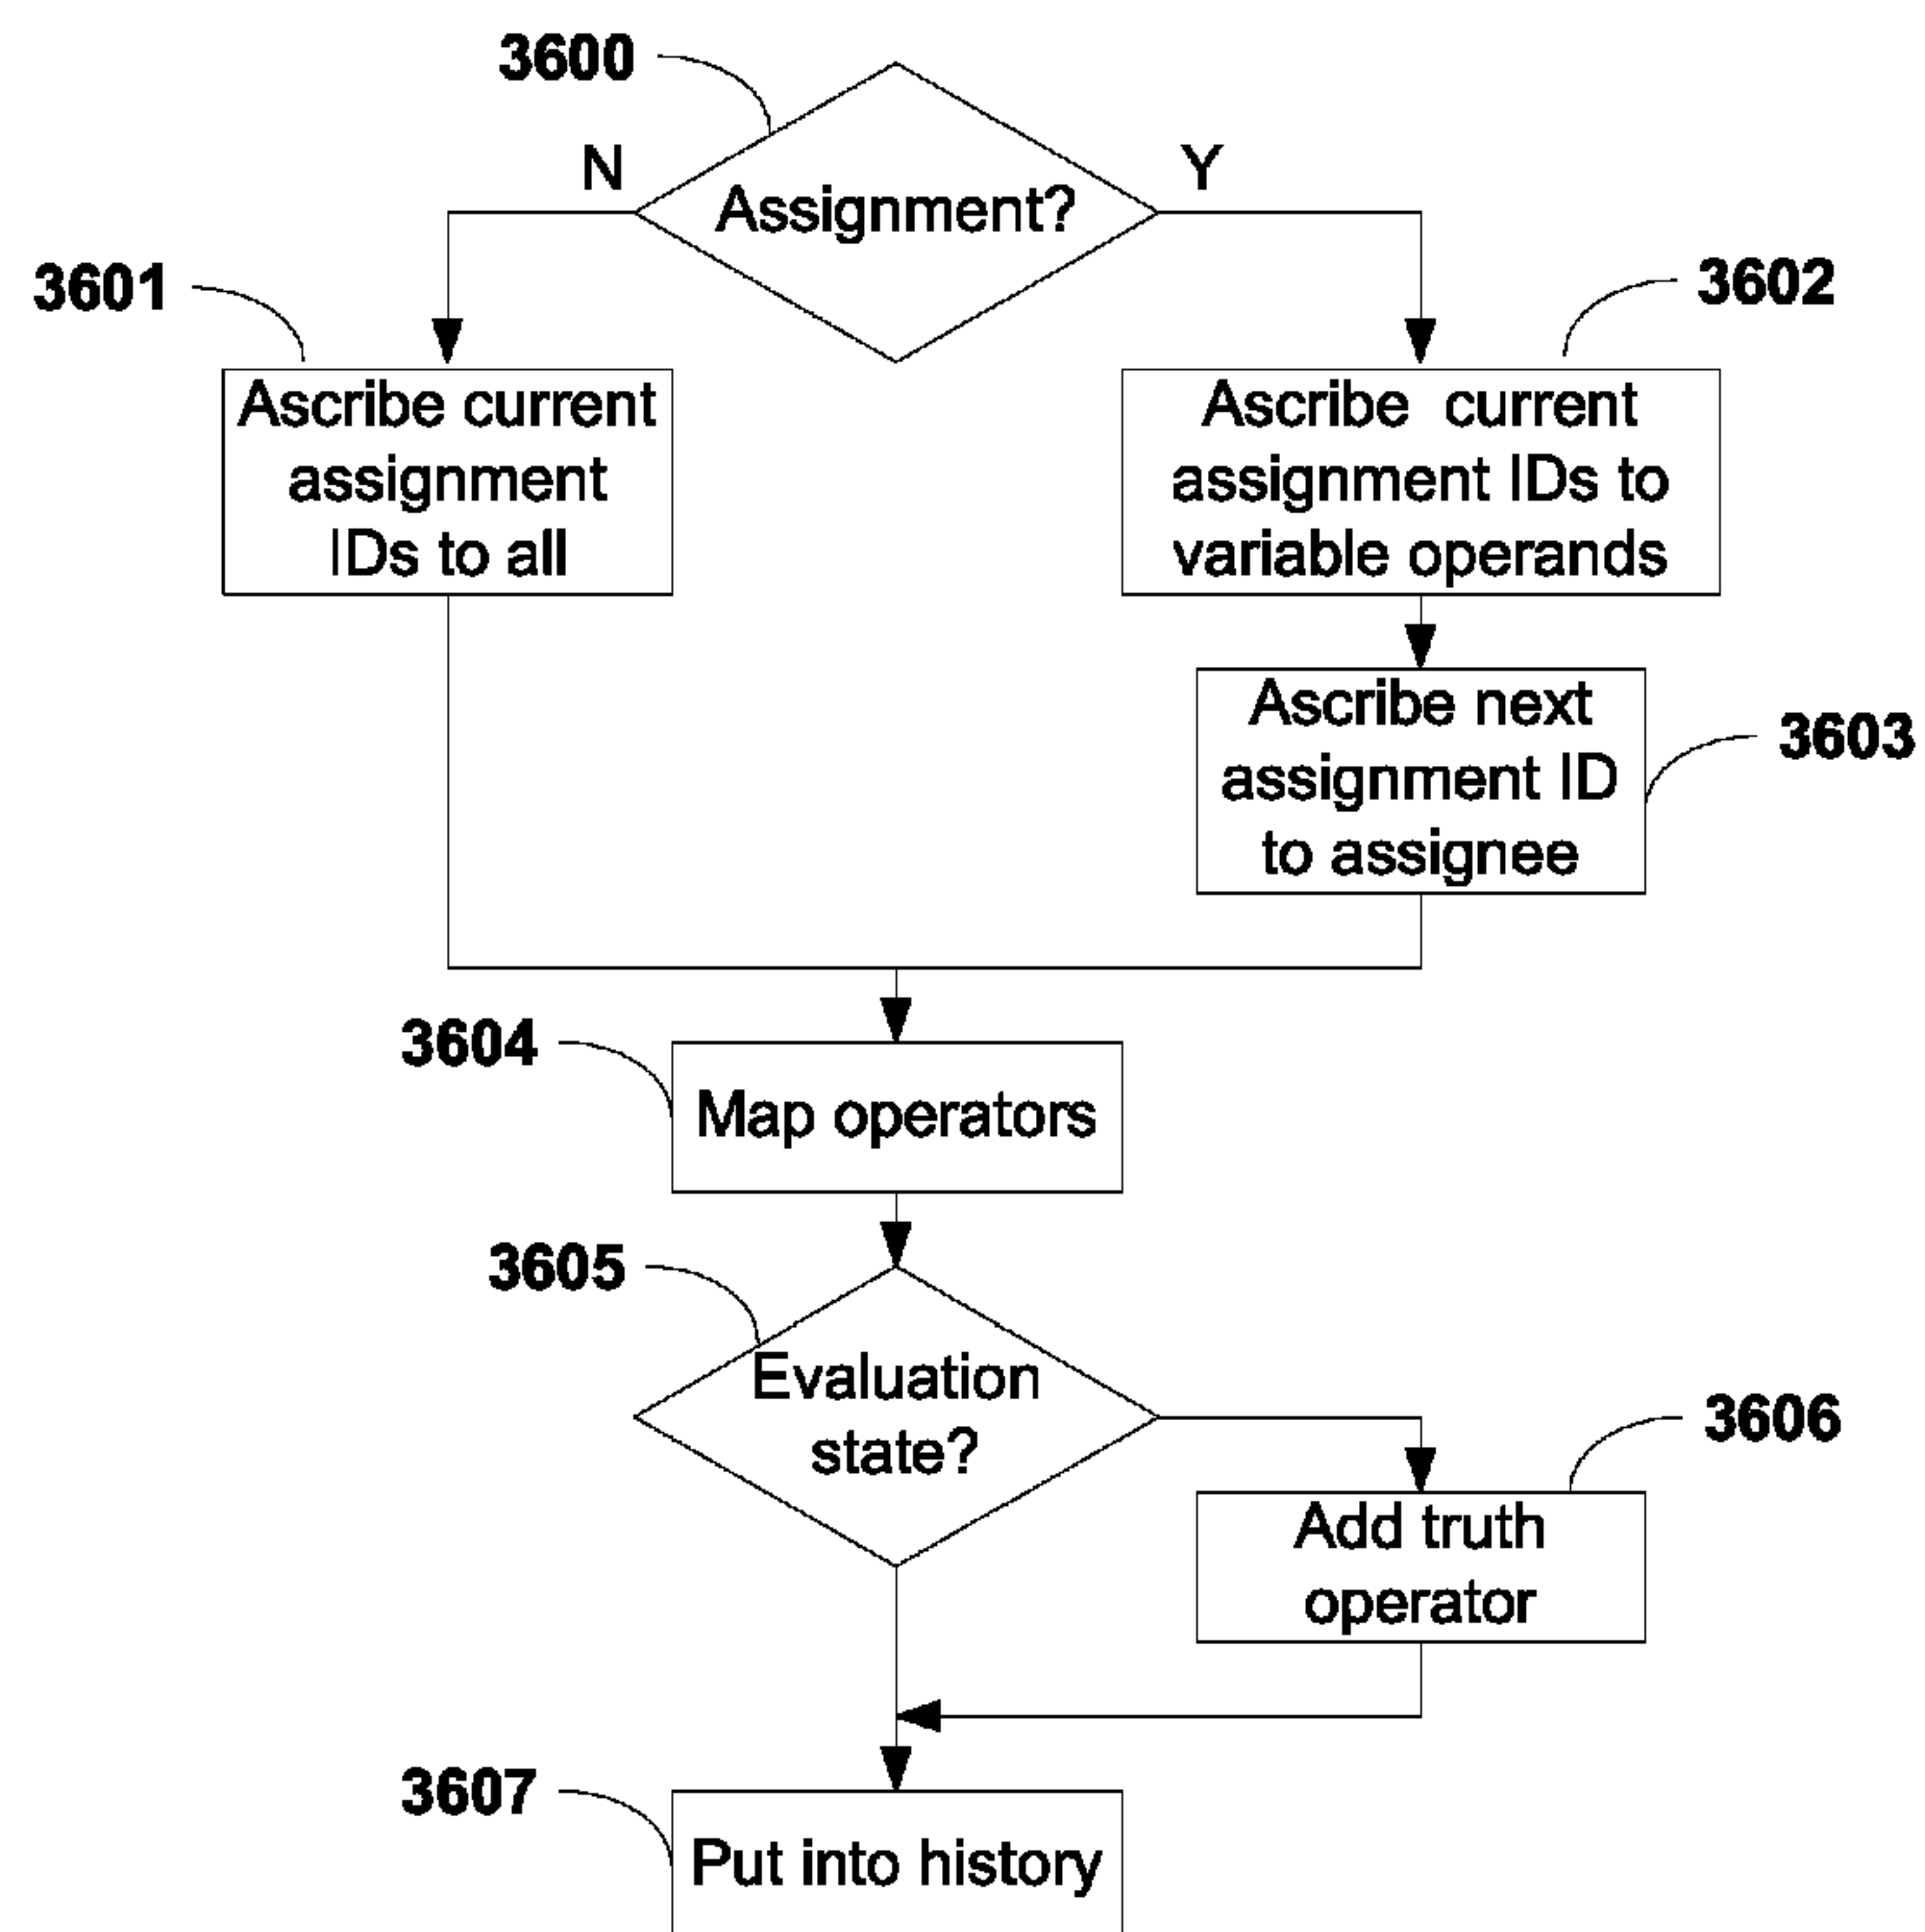 3600
N
Y
Assignment?
3601
3602
Ascribe current
assignment
IDs to all
Ascribe current
assignment IDs to
variable operands
Ascribe next
assignment ID
to assignee
3603
3604
Map operators
3605
Evaluation
state?
3606
Add truth
operator
3607
Put into history